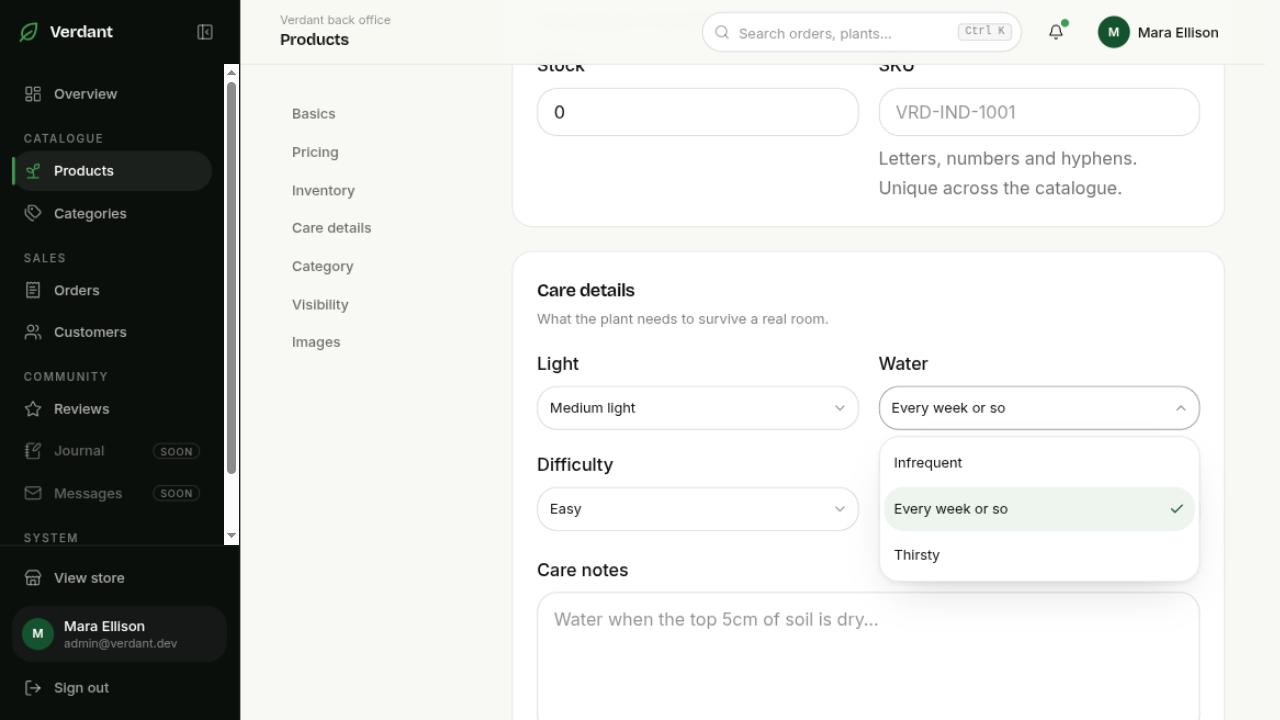 Verdant
Overview
CATALOGUE
Products
Categories
SALES
Orders
Customers
COMMUNITY
Reviews
Journal SOON
Messages SOON
SYSTEM
View store
M
Mara Ellison
admin@verdant.dev
Sign out
Verdant back office
Products
Search orders, plants... Ctrl K
M Mara Ellison
Basics
Pricing
Inventory
Care details
Category
Visibility
Images
Stock
0
SKU
VRD-IND-1001
Letters, numbers and hyphens.
Unique across the catalogue.
Care details
What the plant needs to survive a real room.
Light
Medium light
Water
Every week or so
Infrequent
Every week or so
Thirsty
Difficulty
Easy
Care notes
Water when the top 5cm of soil is dry...